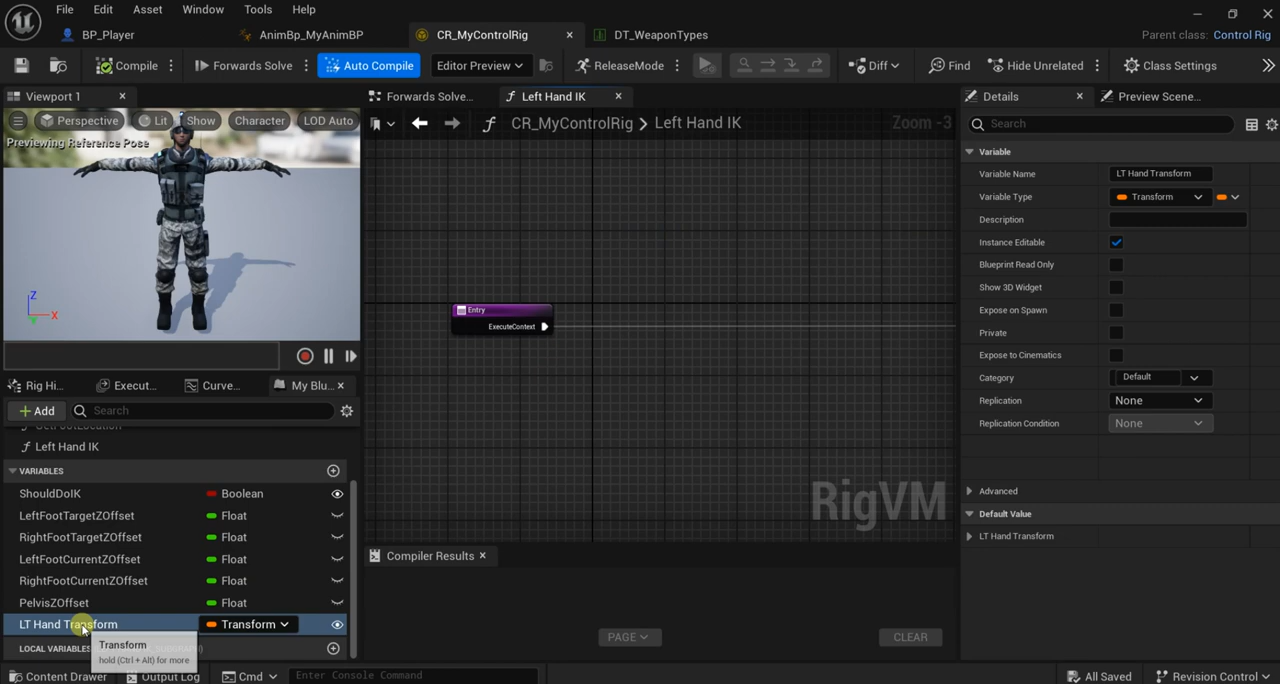 File Edit Asset Window Tools Help
BP_Player AnimBp_MyAnimBP CR_MyControlRig DT_WeaponTypes Parent class: Control Rig
Compile Forwards Solve Auto Compile Editor Preview ReleaseMode Diff Find Hide Unrelated Class Settings
Viewport 1 Forwards Solve... Left Hand IK Details Preview Scene...
Perspective Lit Show Character LOD Auto
Previewing Reference Pose
CR_MyControlRig Left Hand IK Zoom -3
Search
Variable
Variable Name LT Hand Transform
Variable Type Transform
Description
Instance Editable
Blueprint Read Only
Show 3D Widget
Expose on Spawn
Private
Expose to Cinematics
Category Default
Replication None
Replication Condition None
Advanced
Default Value
LT Hand Transform
Z
X
Entry
ExecuteContext
RigVM
Rig Hi... Execut... Curve... My Blu...
Add Search
Left Hand IK
VARIABLES
ShouldDoIK Boolean
LeftFootTargetZOffset Float
RightFootTargetZOffset Float
LeftFootCurrentZOffset Float
RightFootCurrentZOffset Float
PelvisZOffset Float
LT Hand Transform Transform
Transform
hold (Ctrl + Alt) for more
LOCAL VARIABLES
Compiler Results
PAGE CLEAR
Content Drawer Output Log Cmd Enter Console Command All Saved Revision Control